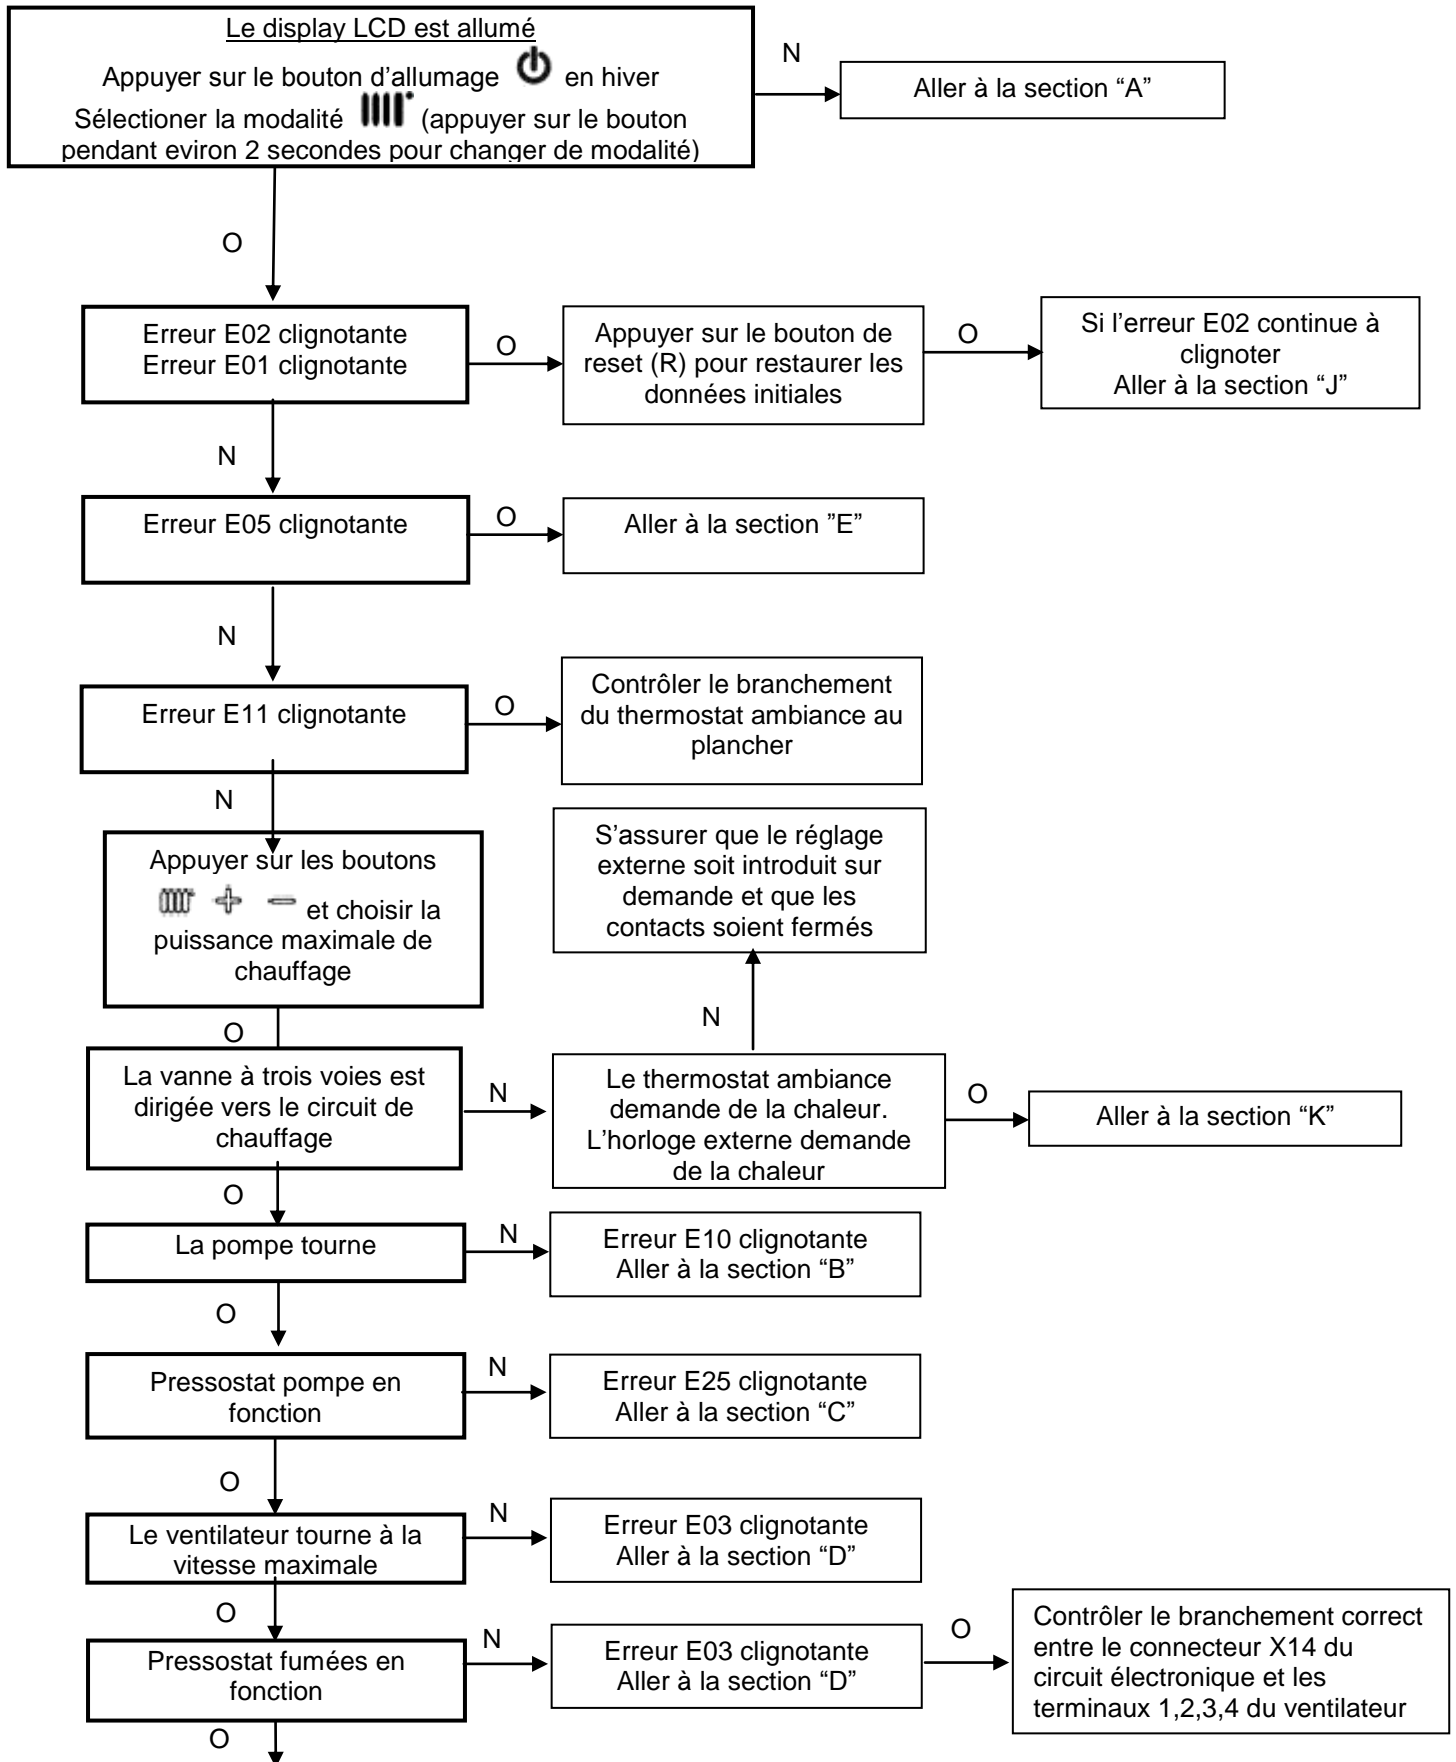 Le display LCD est allumé
Appuyer sur le bouton d’allumage en hiver
Sélectioner la modalité (appuyer sur le bouton
pendant eviron 2 secondes pour changer de modalité)
N
Aller à la section “A”
O
Erreur E02 clignotante
Erreur E01 clignotante
O
Appuyer sur le bouton de
reset (R) pour restaurer les
données initiales
O
Si l’erreur E02 continue à
clignoter
Aller à la section “J”
N
Erreur E05 clignotante
O
Aller à la section ”E”
N
Erreur E11 clignotante
O
Contrôler le branchement
du thermostat ambiance au
plancher
N
Appuyer sur les boutons
et choisir la
puissance maximale de
chauffage
S’assurer que le réglage
externe soit introduit sur
demande et que les
contacts soient fermés
N
O
La vanne à trois voies est
dirigée vers le circuit de
chauffage
N
Le thermostat ambiance
demande de la chaleur.
L’horloge externe demande
de la chaleur
O
Aller à la section “K”
O
La pompe tourne
N
Erreur E10 clignotante
Aller à la section “B”
O
Pressostat pompe en
fonction
N
Erreur E25 clignotante
Aller à la section “C”
O
Le ventilateur tourne à la
vitesse maximale
N
Erreur E03 clignotante
Aller à la section “D”
O
Pressostat fumées en
fonction
N
Erreur E03 clignotante
Aller à la section “D”
O
Contrôler le branchement correct
entre le connecteur X14 du
circuit électronique et les
terminaux 1,2,3,4 du ventilateur
O